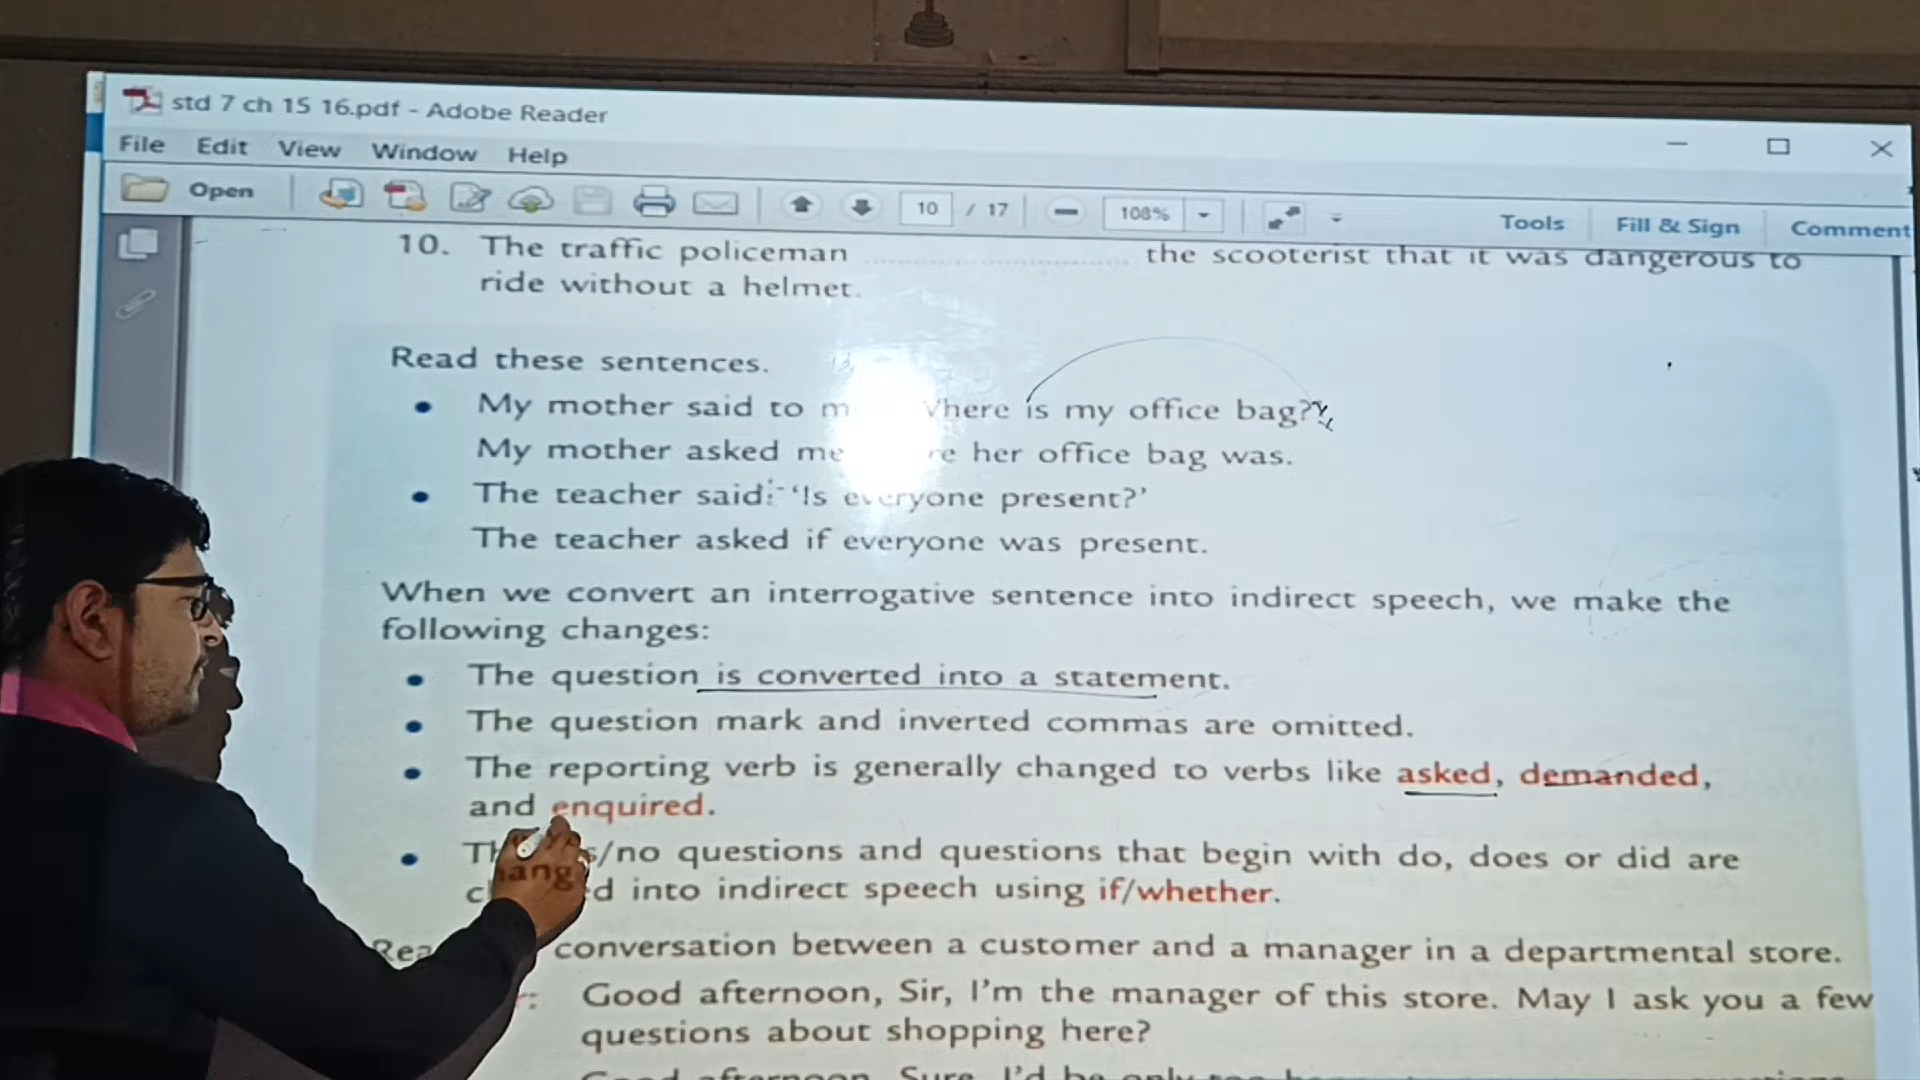 std 7 ch 15 16.pdf - Adobe Reader
File Edit View Window Help
Open 10 / 17 108% Tools Fill & Sign Comment
10. The traffic policeman .............................. the scooterist that it was dangerous to
ride without a helmet.
Read these sentences.
• My mother said to is my office bag?
My mother asked me her office bag was.
• The teacher said: 'Is everyone present?'
The teacher asked if everyone was present.
When we convert an interrogative sentence into indirect speech, we make the
following changes:
• The question is converted into a statement.
• The question mark and inverted commas are omitted.
• The reporting verb is generally changed to verbs like asked, demanded,
and enquired.
• /no questions and questions that begin with do, does or did are
into indirect speech using if/whether.
conversation between a customer and a manager in a departmental store.
Good afternoon, Sir, I'm the manager of this store. May I ask you a few
questions about shopping here?